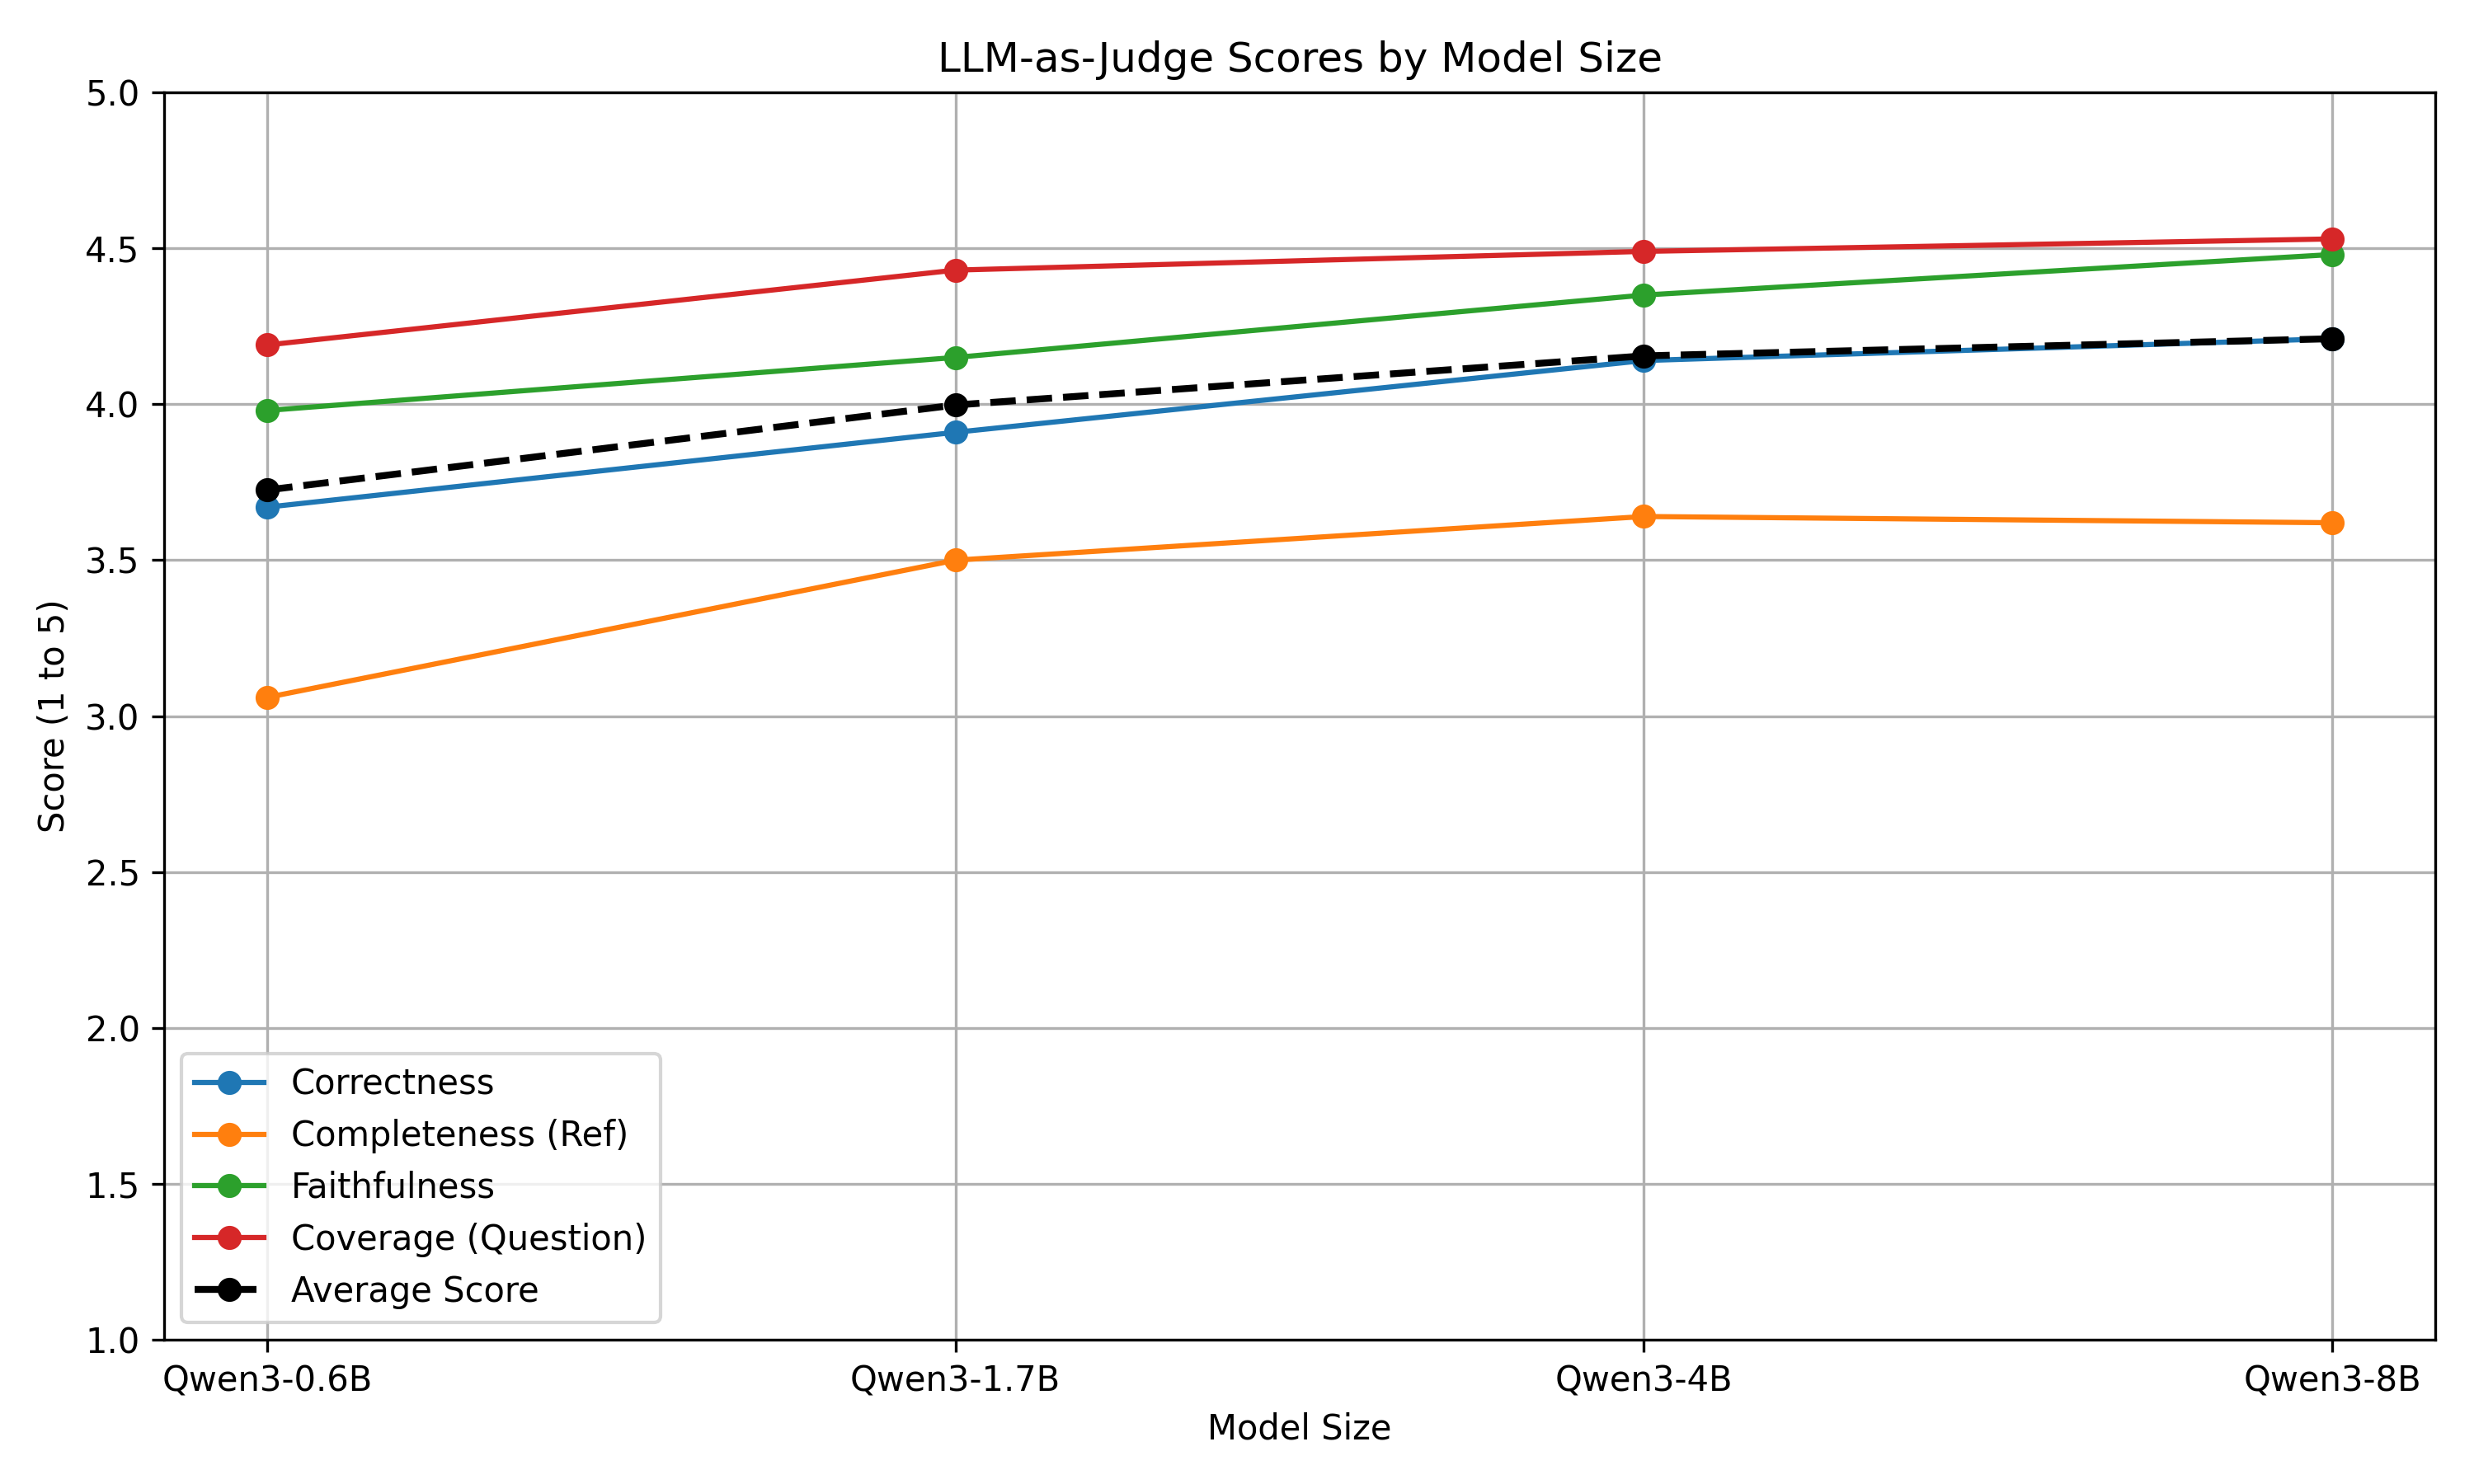 LLM-as-Judge Scores by Model Size
5.0
4.5
4.0
3.5
3.0
2.5
2.0
1.5
1.0
Score (1 to 5)
Correctness
Completeness (Ref)
Faithfulness
Coverage (Question)
Average Score
Qwen3-0.6B
Qwen3-1.7B
Qwen3-4B
Qwen3-8B
Model Size